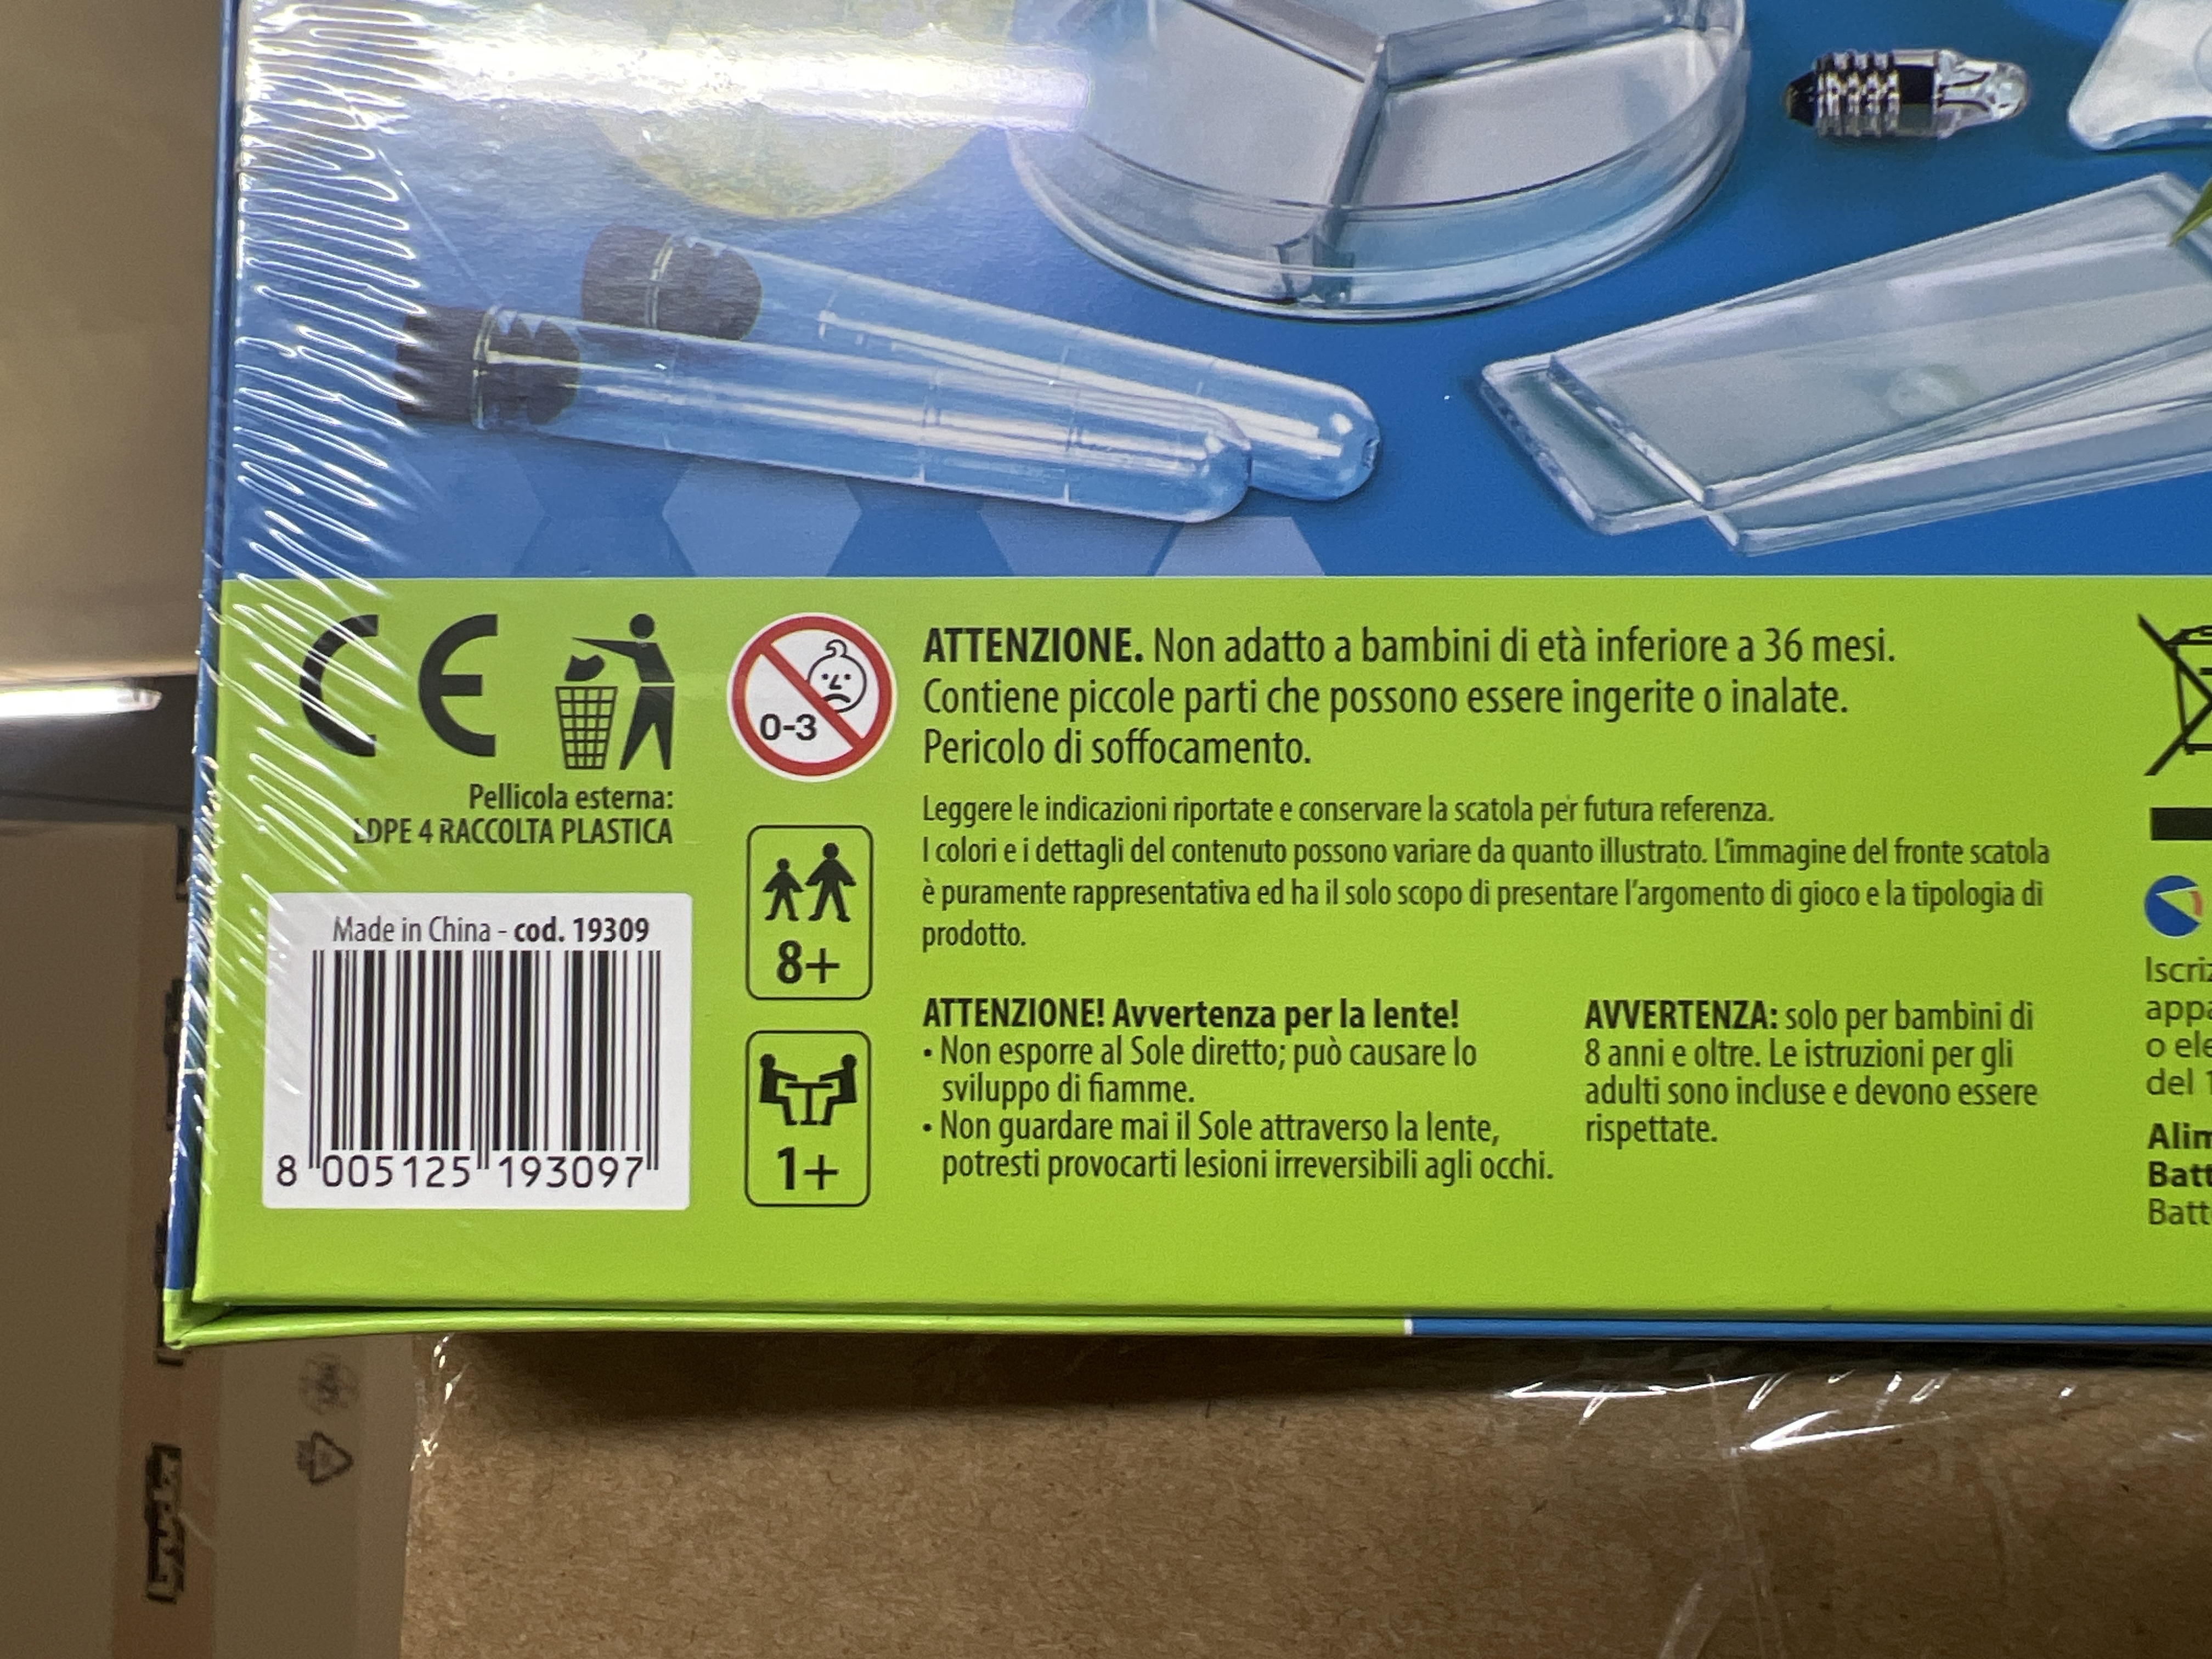 CE
Pellicola esterna:
LDPE 4 RACCOLTA PLASTICA
Made in China - cod. 19309
8 005125 193097
0-3
8+
1+
ATTENZIONE. Non adatto a bambini di età inferiore a 36 mesi.
Contiene piccole parti che possono essere ingerite o inalate.
Pericolo di soffocamento.
Leggere le indicazioni riportate e conservare la scatola per futura referenza.
I colori e i dettagli del contenuto possono variare da quanto illustrato. L'immagine del fronte scatola
è puramente rappresentativa ed ha il solo scopo di presentare l'argomento di gioco e la tipologia di
prodotto.
ATTENZIONE! Avvertenza per la lente!
• Non esporre al Sole diretto; può causare lo
sviluppo di fiamme.
• Non guardare mai il Sole attraverso la lente,
potresti provocarti lesioni irreversibili agli occhi.
AVVERTENZA: solo per bambini di
8 anni e oltre. Le istruzioni per gli
adulti sono incluse e devono essere
rispettate.
o
del